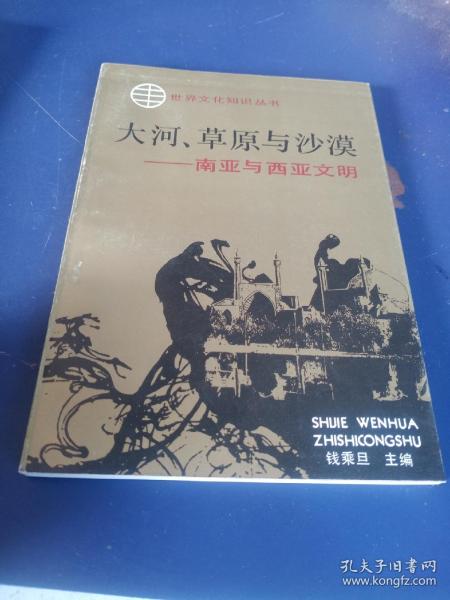 世界文化知识丛书
大河、草原与沙漠
——南亚与西亚文明
SHIJIE WENHUA
ZHISHICONGSHU
钱乘旦 主编
孔夫子旧书网
www.kongfz.com